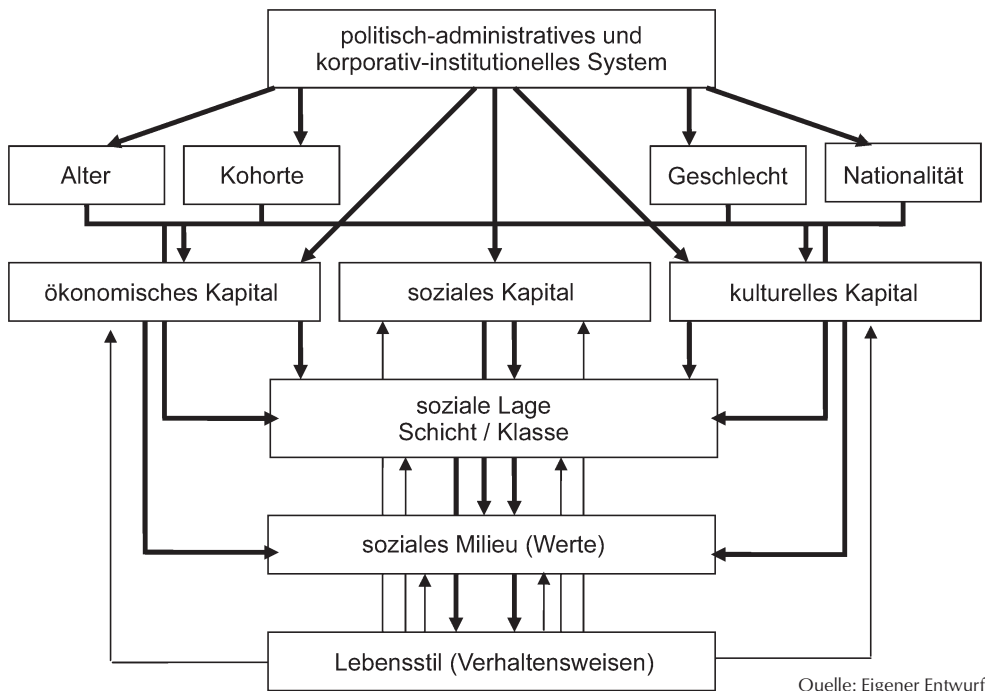 politisch-administratives und
korporativ-institutionelles System
Alter
Kohorte
Geschlecht
Nationalität
ökonomisches Kapital
soziales Kapital
kulturelles Kapital
soziale Lage
Schicht / Klasse
soziales Milieu (Werte)
Lebensstil (Verhaltensweisen)
Quelle: Eigener Entwurf